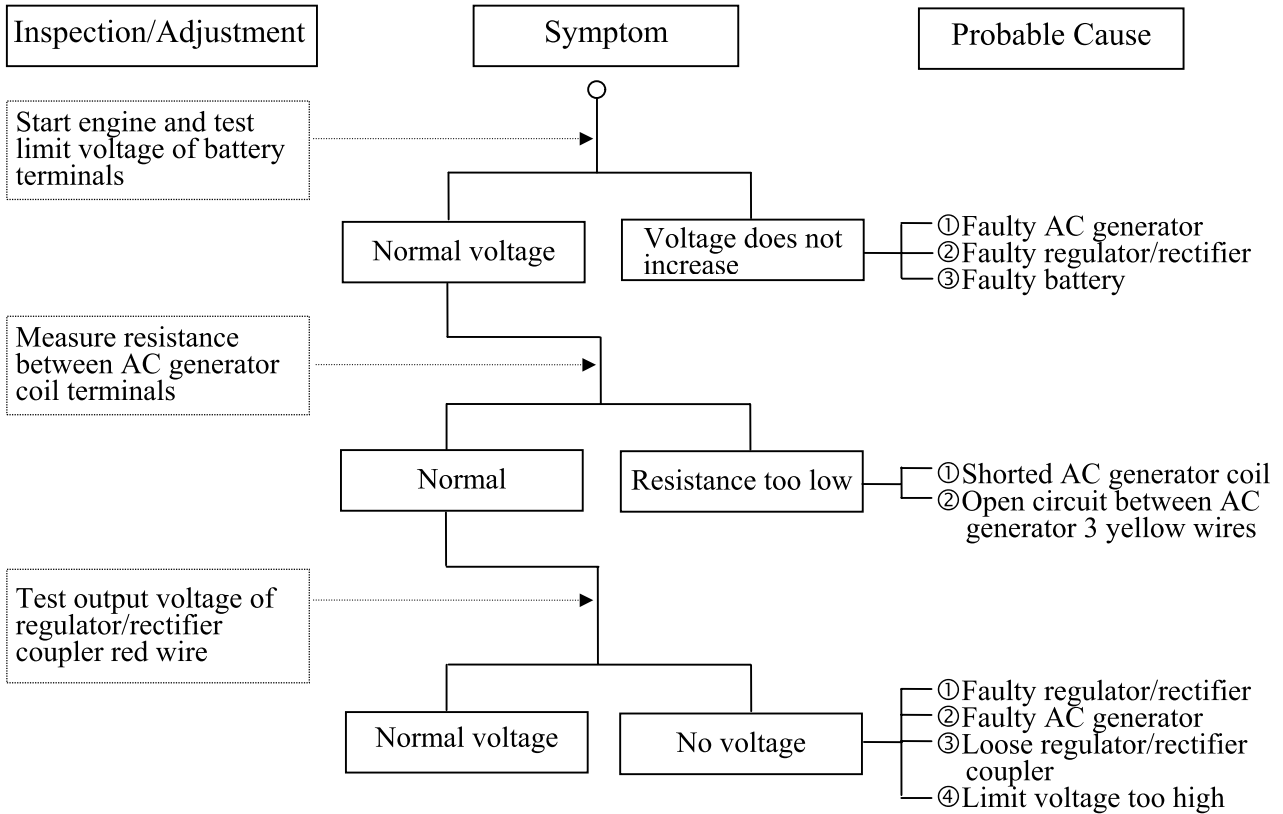 Inspection/Adjustment
Symptom
Probable Cause
Start engine and test
limit voltage of battery
terminals
Normal voltage
Voltage does not
increase
①Faulty AC generator
②Faulty regulator/rectifier
③Faulty battery
Measure resistance
between AC generator
coil terminals
Normal
Resistance too low
①Shorted AC generator coil
②Open circuit between AC
generator 3 yellow wires
Test output voltage of
regulator/rectifier
coupler red wire
Normal voltage
No voltage
①Faulty regulator/rectifier
②Faulty AC generator
③Loose regulator/rectifier
coupler
④Limit voltage too high